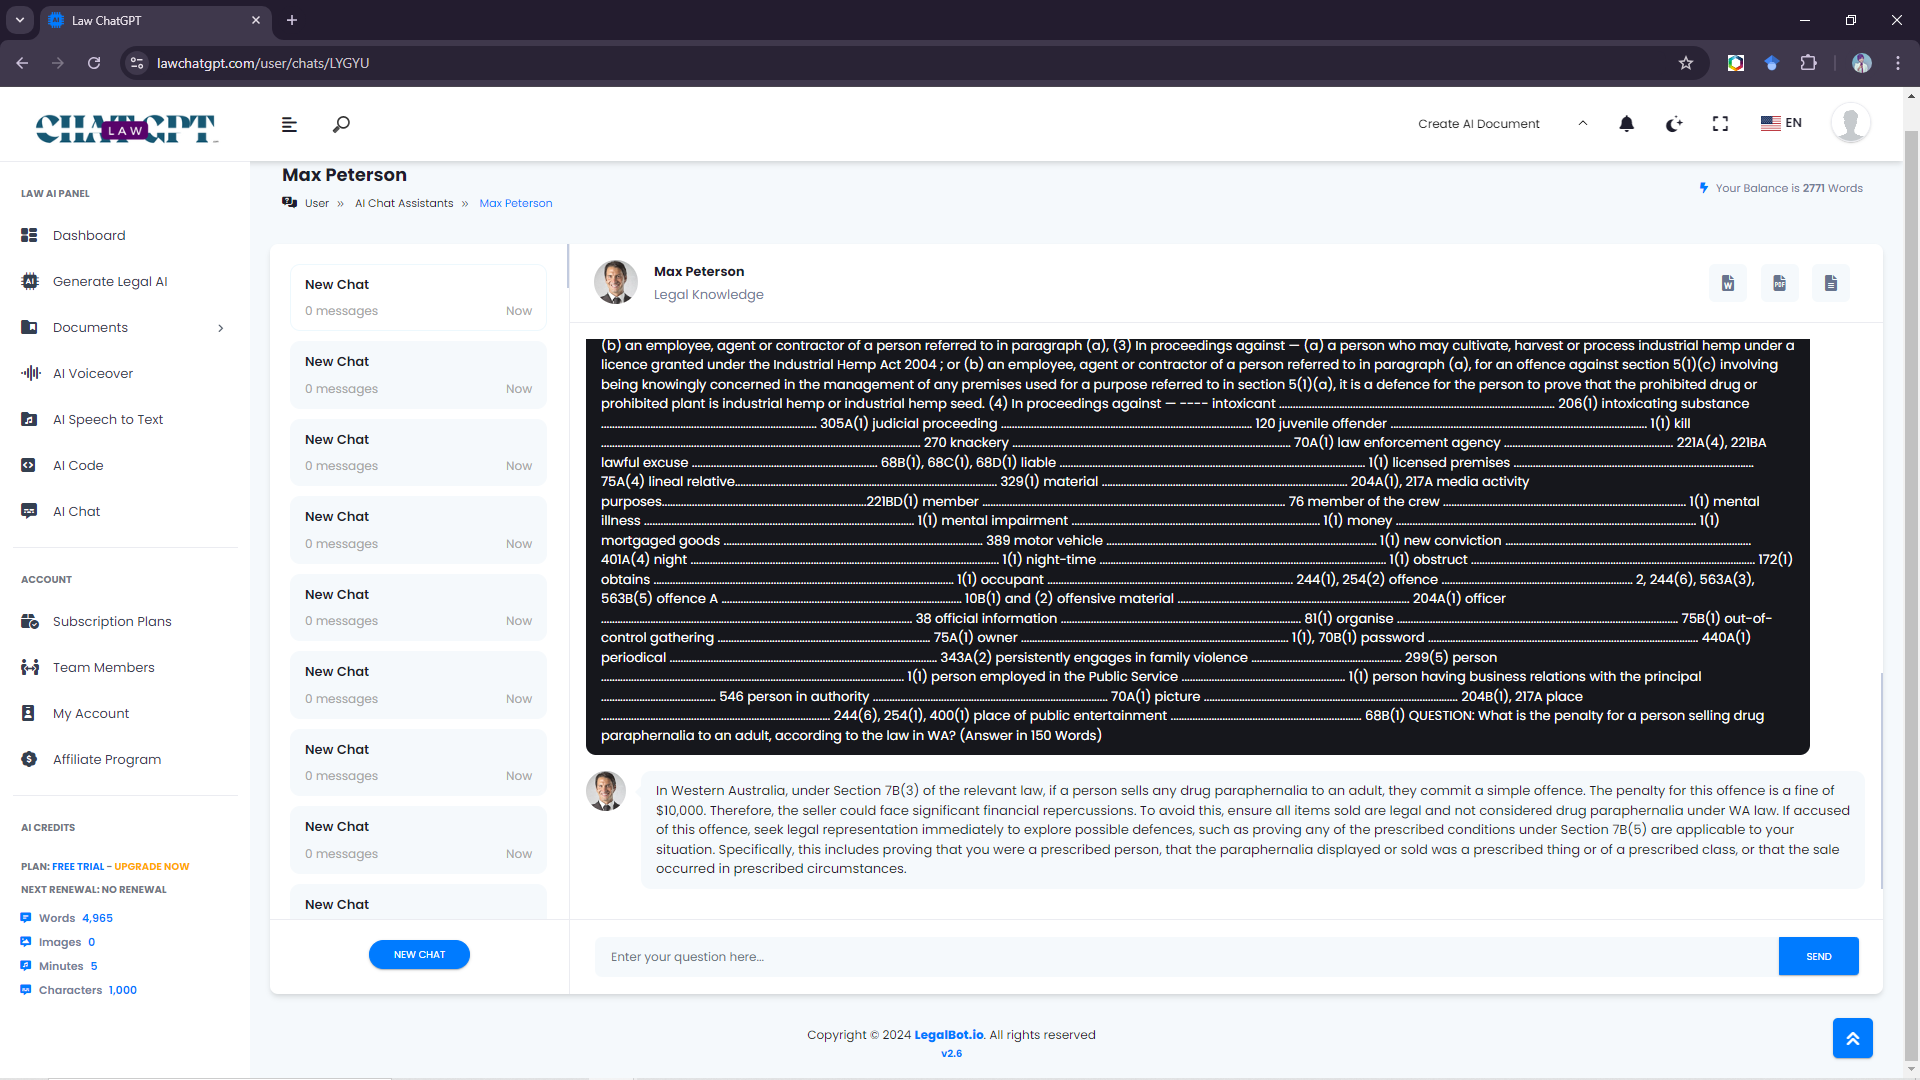 Law ChatGPT
lawchatgpt.com/user/chats/LYGYU
CHATGPT
LAW
Create AI Document
EN
LAW AI PANEL
Dashboard
Generate Legal AI
Documents
AI Voiceover
AI Speech to Text
AI Code
AI Chat
ACCOUNT
Subscription Plans
Team Members
My Account
Affiliate Program
AI CREDITS
PLAN: FREE TRIAL - UPGRADE NOW
NEXT RENEWAL: NO RENEWAL
Words 4,965
Images 0
Minutes 5
Characters 1,000
Max Peterson
User » AI Chat Assistants » Max Peterson
Your Balance is 2771 Words
New Chat
0 messages Now
New Chat
0 messages Now
New Chat
0 messages Now
New Chat
0 messages Now
New Chat
0 messages Now
New Chat
0 messages Now
New Chat
0 messages Now
New Chat
0 messages Now
New Chat
NEW CHAT
Max Peterson
Legal Knowledge
W
PDF
(b) an employee, agent or contractor of a person referred to in paragraph (a), (3) In proceedings against — (a) a person who may cultivate, harvest or process industrial hemp under a
licence granted under the Industrial Hemp Act 2004 ; or (b) an employee, agent or contractor of a person referred to in paragraph (a), for an offence against section 5(1)(c) involving
being knowingly concerned in the management of any premises used for a purpose referred to in section 5(1)(a), it is a defence for the person to prove that the prohibited drug or
prohibited plant is industrial hemp or industrial hemp seed. (4) In proceedings against — ---- intoxicant ........................ 206(1) intoxicating substance
........................ 305A(1) judicial proceeding ........................ 120 juvenile offender ........................ 1(1) kill
........................ 270 knackery ........................ 70A(1) law enforcement agency ........................ 221A(4), 221BA
lawful excuse ........................ 68B(1), 68C(1), 68D(1) liable ........................ 1(1) licensed premises ........................
75A(4) lineal relative........................ 329(1) material ........................ 204A(1), 217A media activity
purposes........................221BD(1) member ........................ 76 member of the crew ........................ 1(1) mental
illness ........................ 1(1) mental impairment ........................ 1(1) money ........................ 1(1)
mortgaged goods ........................ 389 motor vehicle ........................ 1(1) new conviction ........................
401A(4) night ........................ 1(1) night-time ........................ 1(1) obstruct ........................ 172(1)
obtains ........................ 1(1) occupant ........................ 244(1), 254(2) offence ........................ 2, 244(6), 563A(3),
563B(5) offence A ........................ 10B(1) and (2) offensive material ........................ 204A(1) officer
........................ 38 official information ........................ 81(1) organise ........................ 75B(1) out-of-
control gathering ........................ 75A(1) owner ........................ 1(1), 70B(1) password ........................ 440A(1)
periodical ........................ 343A(2) persistently engages in family violence ........................ 299(5) person
........................ 1(1) person employed in the Public Service ........................ 1(1) person having business relations with the principal
........................ 546 person in authority ........................ 70A(1) picture ........................ 204B(1), 217A place
........................ 244(6), 254(1), 400(1) place of public entertainment ........................ 68B(1) QUESTION: What is the penalty for a person selling drug
paraphernalia to an adult, according to the law in WA? (Answer in 150 Words)
In Western Australia, under Section 7B(3) of the relevant law, if a person sells any drug paraphernalia to an adult, they commit a simple offence. The penalty for this offence is a fine of
$10,000. Therefore, the seller could face significant financial repercussions. To avoid this, ensure all items sold are legal and not considered drug paraphernalia under WA law. If accused
of this offence, seek legal representation immediately to explore possible defences, such as proving any of the prescribed conditions under Section 7B(5) are applicable to your
situation. Specifically, this includes proving that you were a prescribed person, that the paraphernalia displayed or sold was a prescribed thing or of a prescribed class, or that the sale
occurred in prescribed circumstances.
Enter your question here...
SEND
Copyright © 2024 LegalBot.io. All rights reserved
v2.6